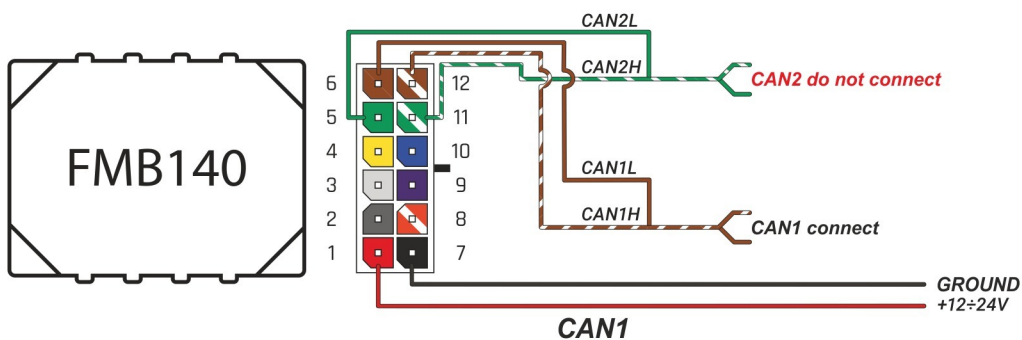 CAN2L
CAN2H
CAN2 do not connect
FMB140
6 12
5 11
4 10
3 9
2 8
1 7
CAN1L
CAN1H
CAN1 connect
GROUND
+12÷24V
CAN1